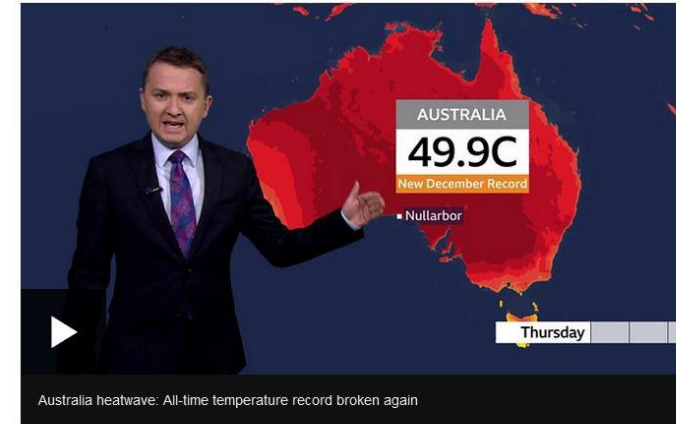 AUSTRALIA
49.9C
New December Record
Nullarbor
Thursday
Australia heatwave: All-time temperature record broken again